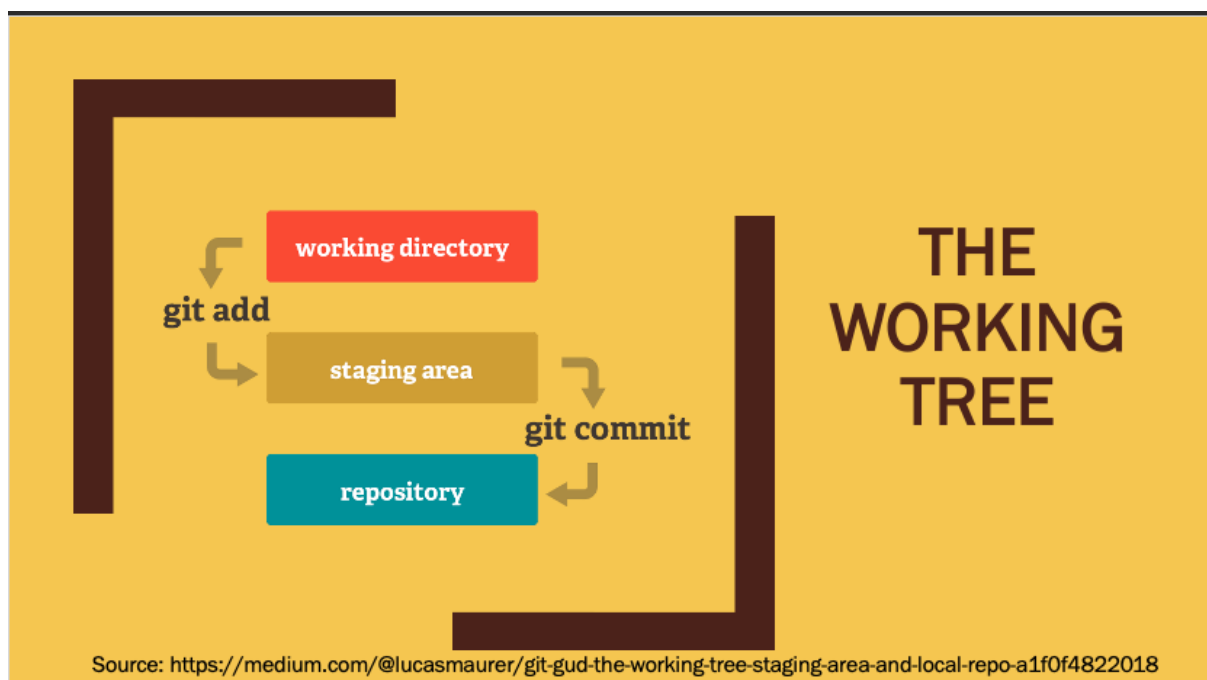 working directory
git add
staging area
git commit
repository
THE
WORKING
TREE
Source: https://medium.com/@lucasmaurer/git-gud-the-working-tree-staging-area-and-local-repo-a1f0f4822018